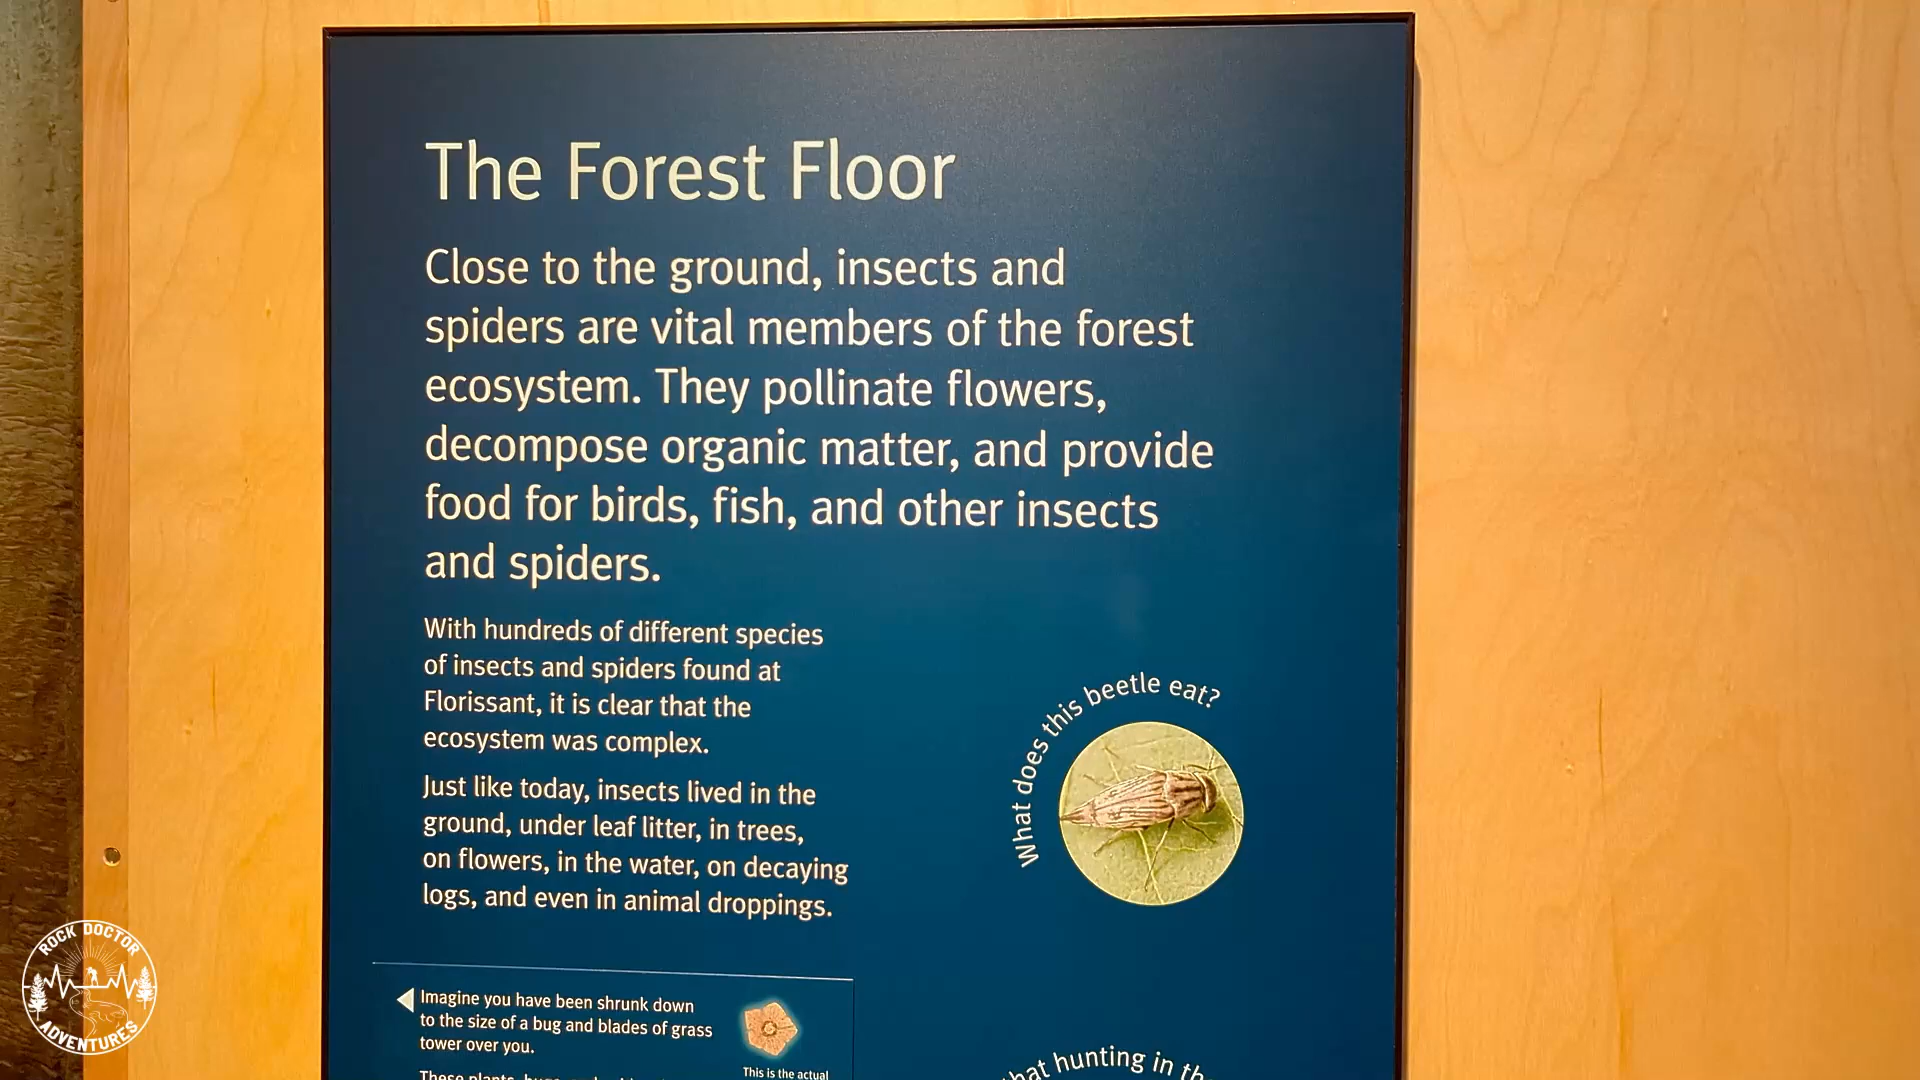 The Forest Floor
Close to the ground, insects and
spiders are vital members of the forest
ecosystem. They pollinate flowers,
decompose organic matter, and provide
food for birds, fish, and other insects
and spiders.
With hundreds of different species
of insects and spiders found at
Florissant, it is clear that the
ecosystem was complex.
Just like today, insects lived in the
ground, under leaf litter, in trees,
on flowers, in the water, on decaying
logs, and even in animal droppings.
What does this beetle eat?
Imagine you have been shrunk down
to the size of a bug and blades of grass
tower over you.
This is the actual
These plants,
hunting in
ROCK DOCTOR
ADVENTURES